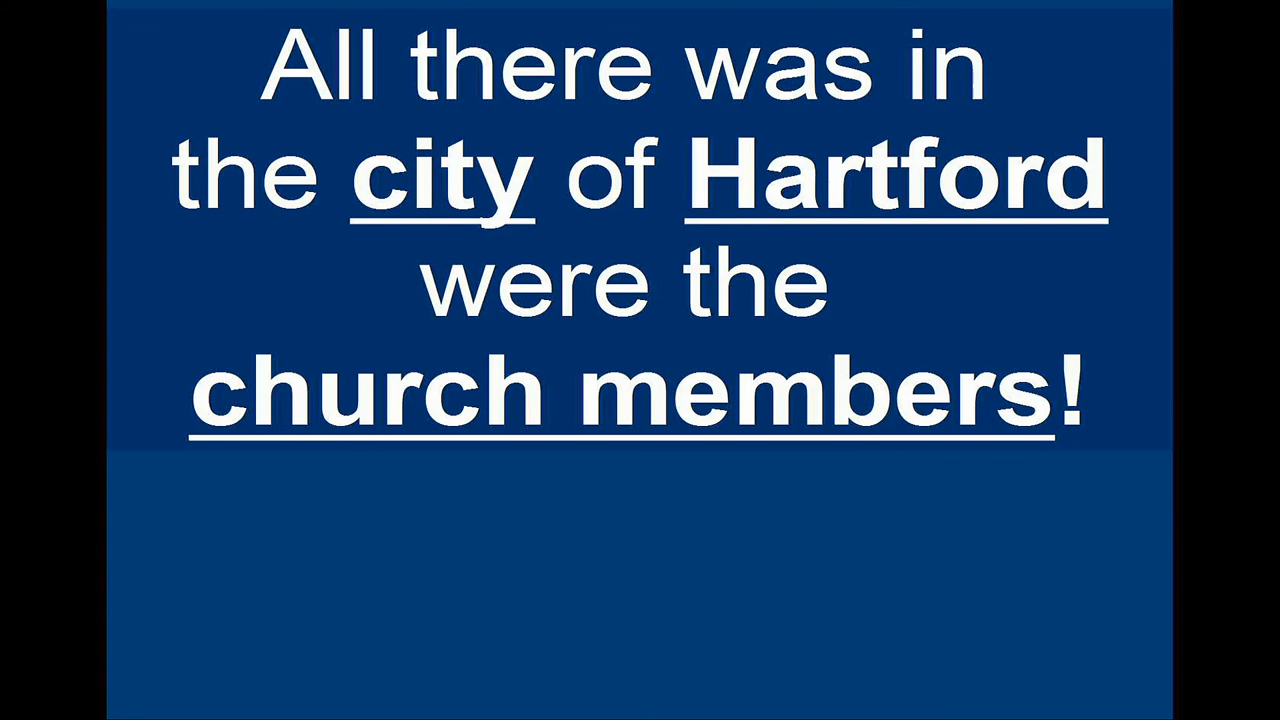 All there was in
the city of Hartford
were the
church members!